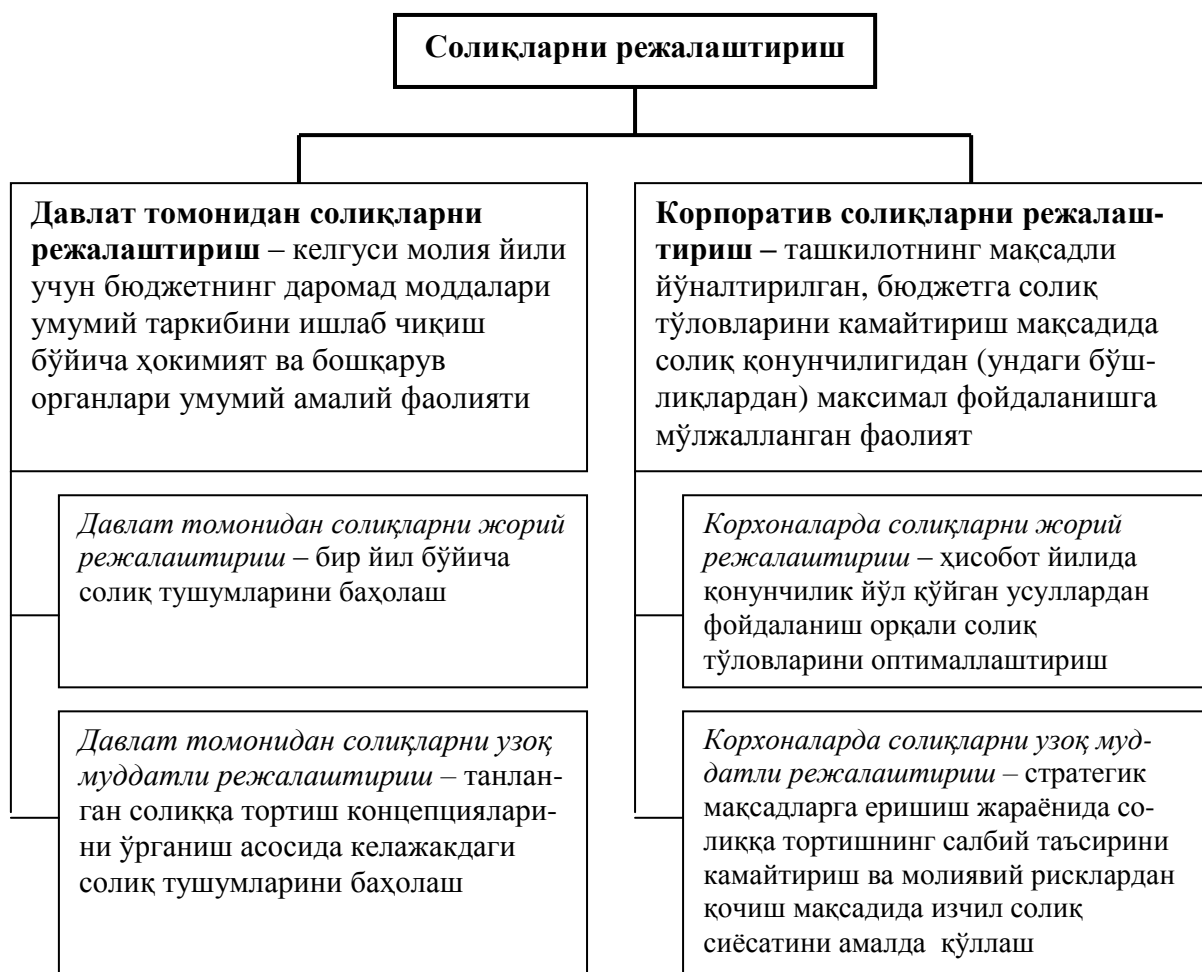 Солиқларни режалаштириш
Давлат томонидан солиқларни
режалаштириш – келгуси молия йили
учун бюджетнинг даромад моддалари
умумий таркибини ишлаб чиқиш
бўйича ҳокимият ва бошқарув
органлари умумий амалий фаолияти
Давлат томонидан солиқларни жорий
режалаштириш – бир йил бўйича
солиқ тушумларини баҳолаш
Давлат томонидан солиқларни узоқ
муддатли режалаштириш – танлан-
ган солиққа тортиш концепциялари-
ни ўрганиш асосида келажакдаги
солиқ тушумларини баҳолаш
Корпоратив солиқларни режалаш-
тириш – ташкилотнинг мақсадли
йўналтирилган, бюджетга солиқ
тўловларини камайтириш мақсадида
солиқ қонунчилигидан (ундаги бўш-
лиқлардан) максимал фойдаланишга
мўлжалланган фаолият
Корхоналарда солиқларни жорий
режалаштириш – ҳисобот йилида
қонунчилик йўл қўйган усуллардан
фойдаланиш орқали солиқ
тўловларини оптималлаштириш
Корхоналарда солиқларни узоқ муд-
датли режалаштириш – стратегик
мақсадларга еришиш жараёнида со-
лиққа тортишнинг салбий таъсирини
камайтириш ва молиявий рисклардан
қочиш мақсадида изчил солиқ
сиёсатини амалда қўллаш